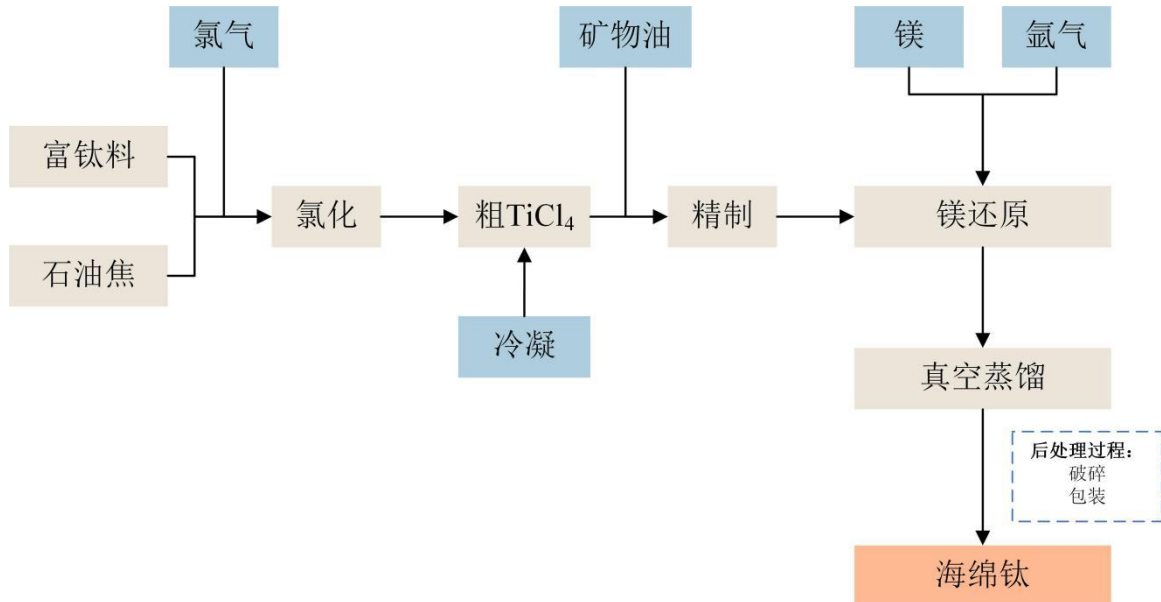 氯气
矿物油
镁
氩气
富钛料
石油焦
氯化
粗TiCl₄
精制
镁还原
冷凝
真空蒸馏
后处理过程：
破碎
包装
海绵钛